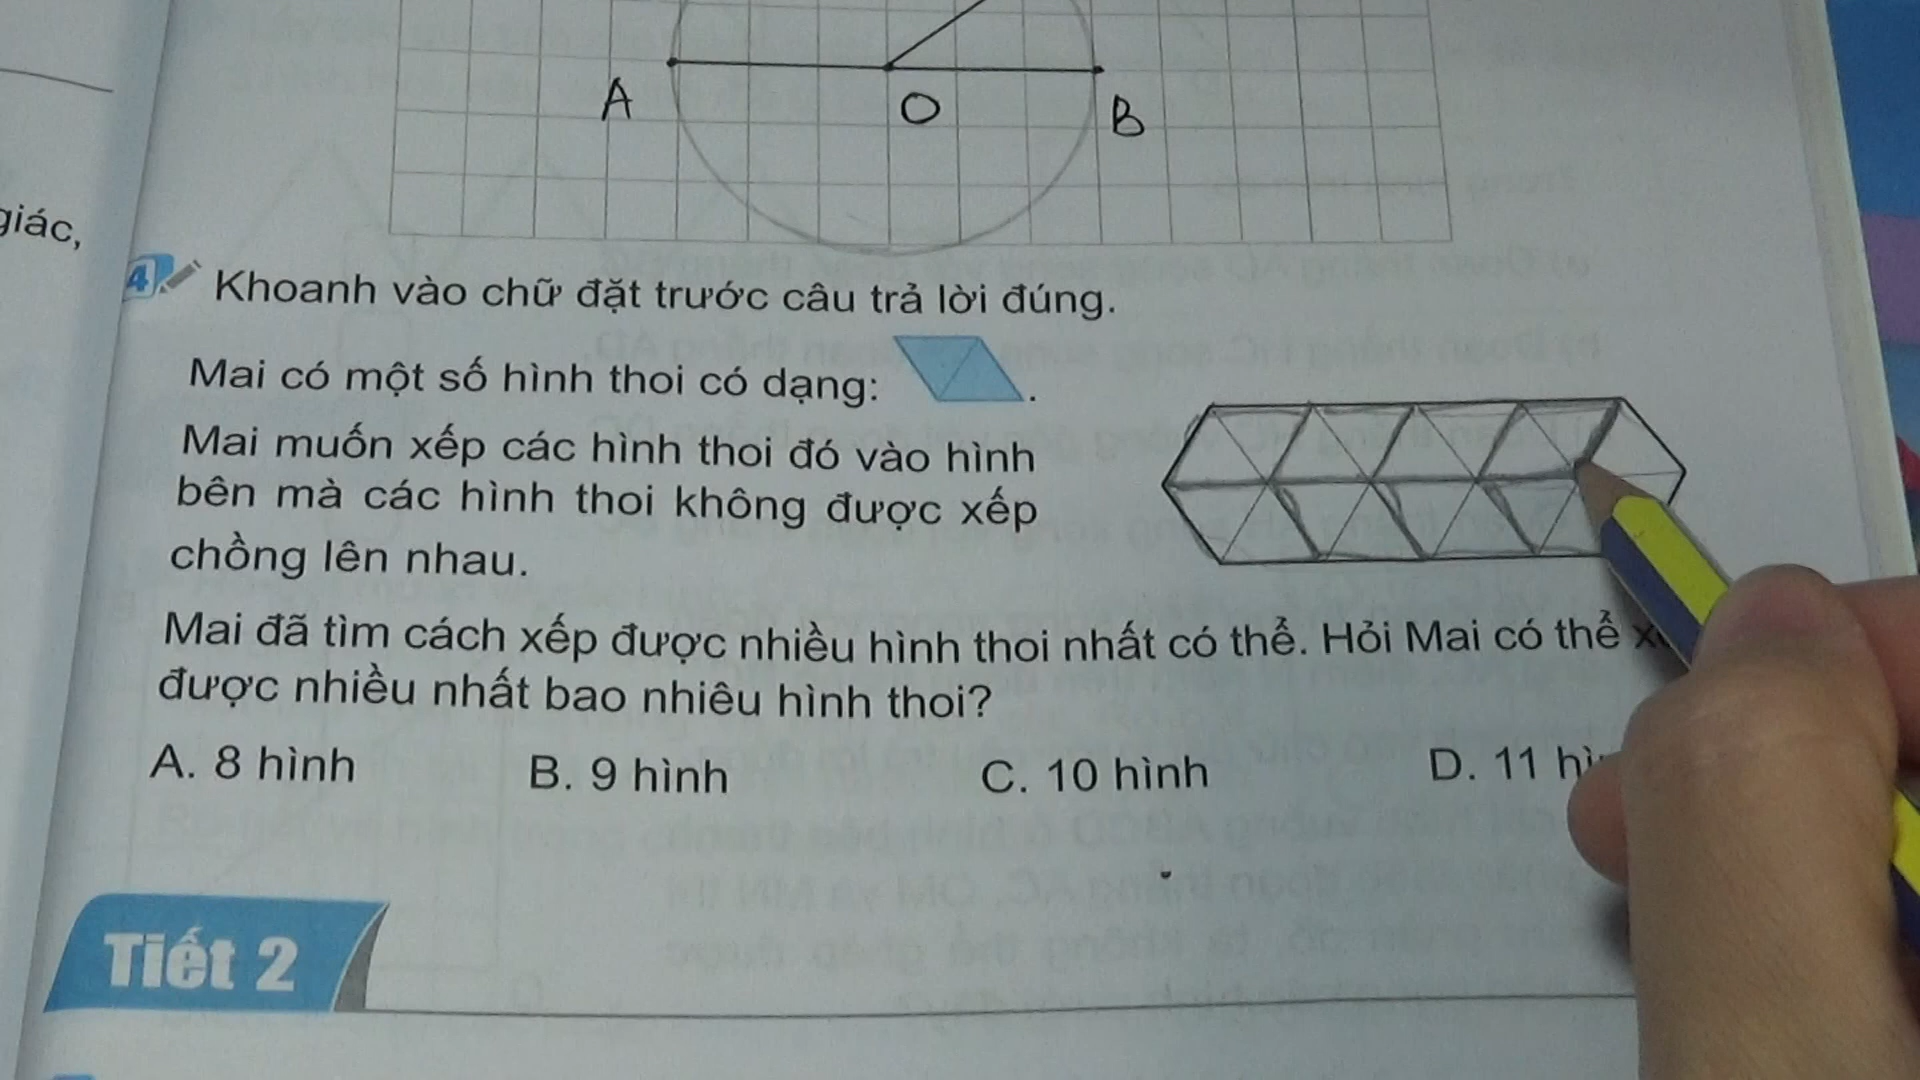 A O B
giác,
4 Khoanh vào chữ đặt trước câu trả lời đúng.
Mai có một số hình thoi có dạng: .
Mai muốn xếp các hình thoi đó vào hình
bên mà các hình thoi không được xếp
chồng lên nhau.
Mai đã tìm cách xếp được nhiều hình thoi nhất có thể. Hỏi Mai có thể
được nhiều nhất bao nhiêu hình thoi?
A. 8 hình B. 9 hình C. 10 hình D. 11
Tiết 2